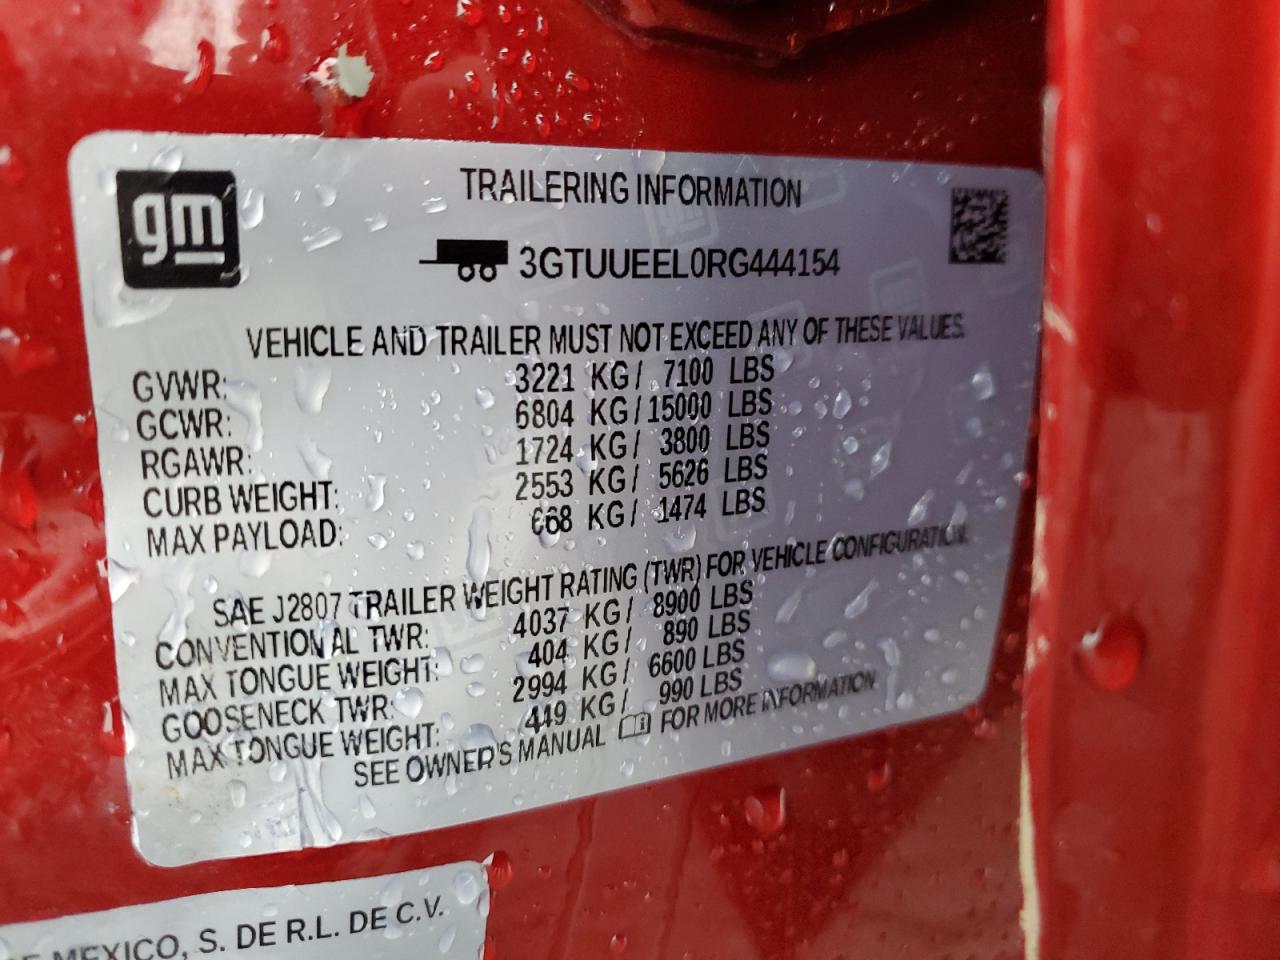 gm
TRAILERING INFORMATION
3GTUUEEL0RG444154
VEHICLE AND TRAILER MUST NOT EXCEED ANY OF THESE VALUES.
GVWR: 3221 KG/ 7100 LBS
GCWR: 6804 KG/15000 LBS
RGAWR: 1724 KG/ 3800 LBS
CURB WEIGHT: 2553 KG/ 5626 LBS
MAX PAYLOAD: 668 KG/ 1474 LBS
SAE J2807 TRAILER WEIGHT RATING (TWR) FOR VEHICLE CONFIGURATION.
CONVENTIONAL TWR: 4037 KG/ 8900 LBS
MAX TONGUE WEIGHT: 404 KG/ 890 LBS
GOOSENECK TWR: 2994 KG/ 6600 LBS
MAX TONGUE WEIGHT: 449 KG/ 990 LBS
SEE OWNER'S MANUAL FOR MORE INFORMATION
DE MEXICO, S. DE R.L. DE C.V.